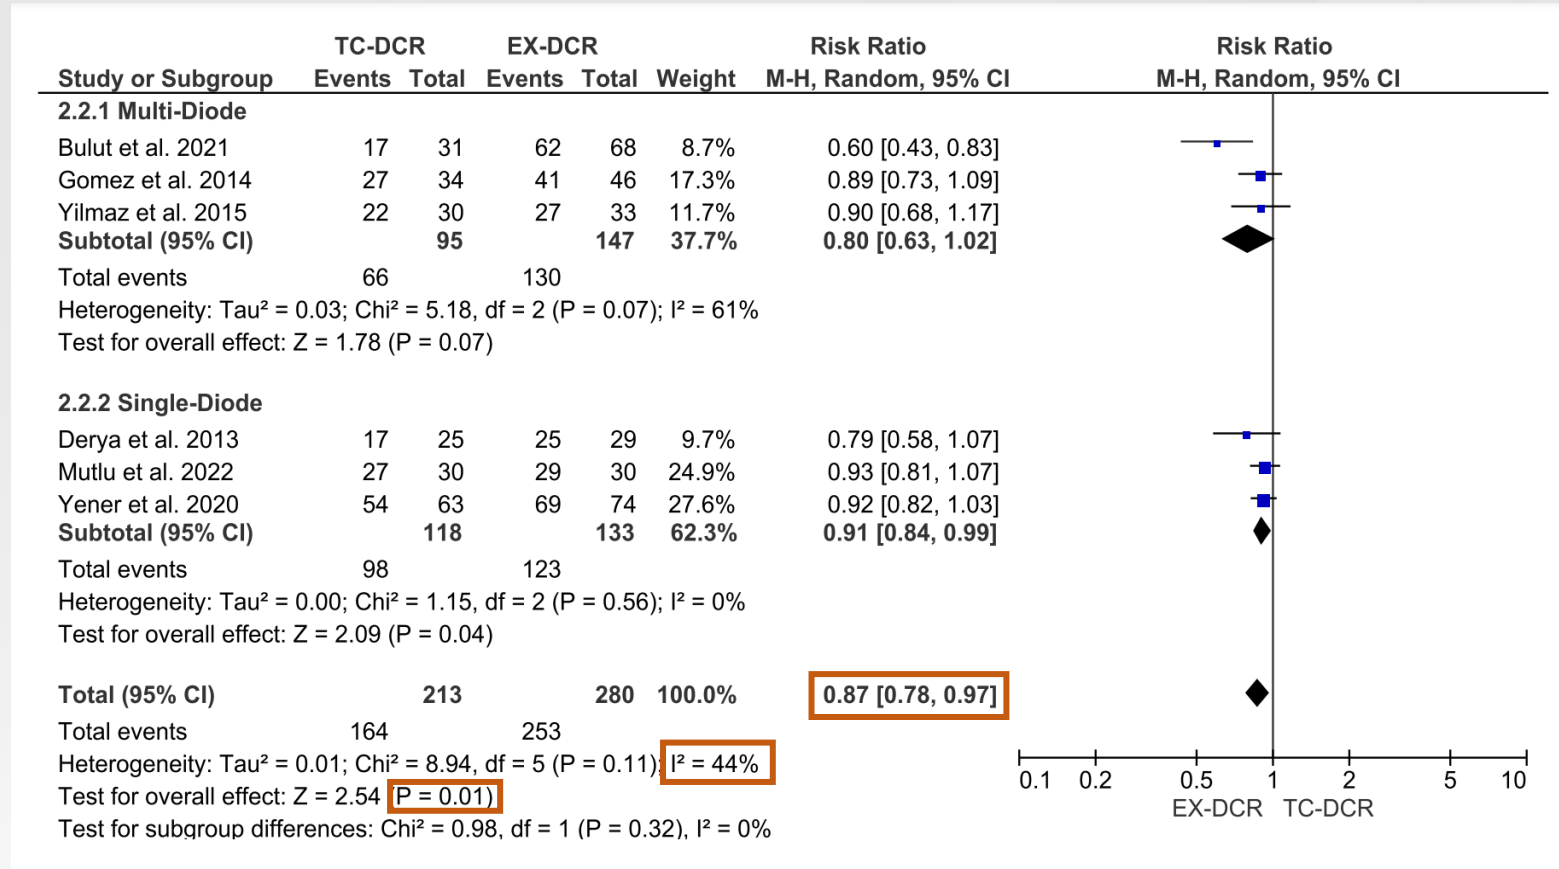 TC-DCR EX-DCR Risk Ratio Risk Ratio
Study or Subgroup Events Total Events Total Weight M-H, Random, 95% CI M-H, Random, 95% CI
2.2.1 Multi-Diode
Bulut et al. 2021 17 31 62 68 8.7% 0.60 [0.43, 0.83]
Gomez et al. 2014 27 34 41 46 17.3% 0.89 [0.73, 1.09]
Yilmaz et al. 2015 22 30 27 33 11.7% 0.90 [0.68, 1.17]
Subtotal (95% CI) 95 147 37.7% 0.80 [0.63, 1.02]
Total events 66 130
Heterogeneity: Tau² = 0.03; Chi² = 5.18, df = 2 (P = 0.07); I² = 61%
Test for overall effect: Z = 1.78 (P = 0.07)
2.2.2 Single-Diode
Derya et al. 2013 17 25 25 29 9.7% 0.79 [0.58, 1.07]
Mutlu et al. 2022 27 30 29 30 24.9% 0.93 [0.81, 1.07]
Yener et al. 2020 54 63 69 74 27.6% 0.92 [0.82, 1.03]
Subtotal (95% CI) 118 133 62.3% 0.91 [0.84, 0.99]
Total events 98 123
Heterogeneity: Tau² = 0.00; Chi² = 1.15, df = 2 (P = 0.56); I² = 0%
Test for overall effect: Z = 2.09 (P = 0.04)
Total (95% CI) 213 280 100.0% 0.87 [0.78, 0.97]
Total events 164 253
Heterogeneity: Tau² = 0.01; Chi² = 8.94, df = 5 (P = 0.11); I² = 44%
Test for overall effect: Z = 2.54 (P = 0.01)
Test for subgroup differences: Chi² = 0.98, df = 1 (P = 0.32), I² = 0%
0.1 0.2 0.5 1 2 5 10
EX-DCR TC-DCR